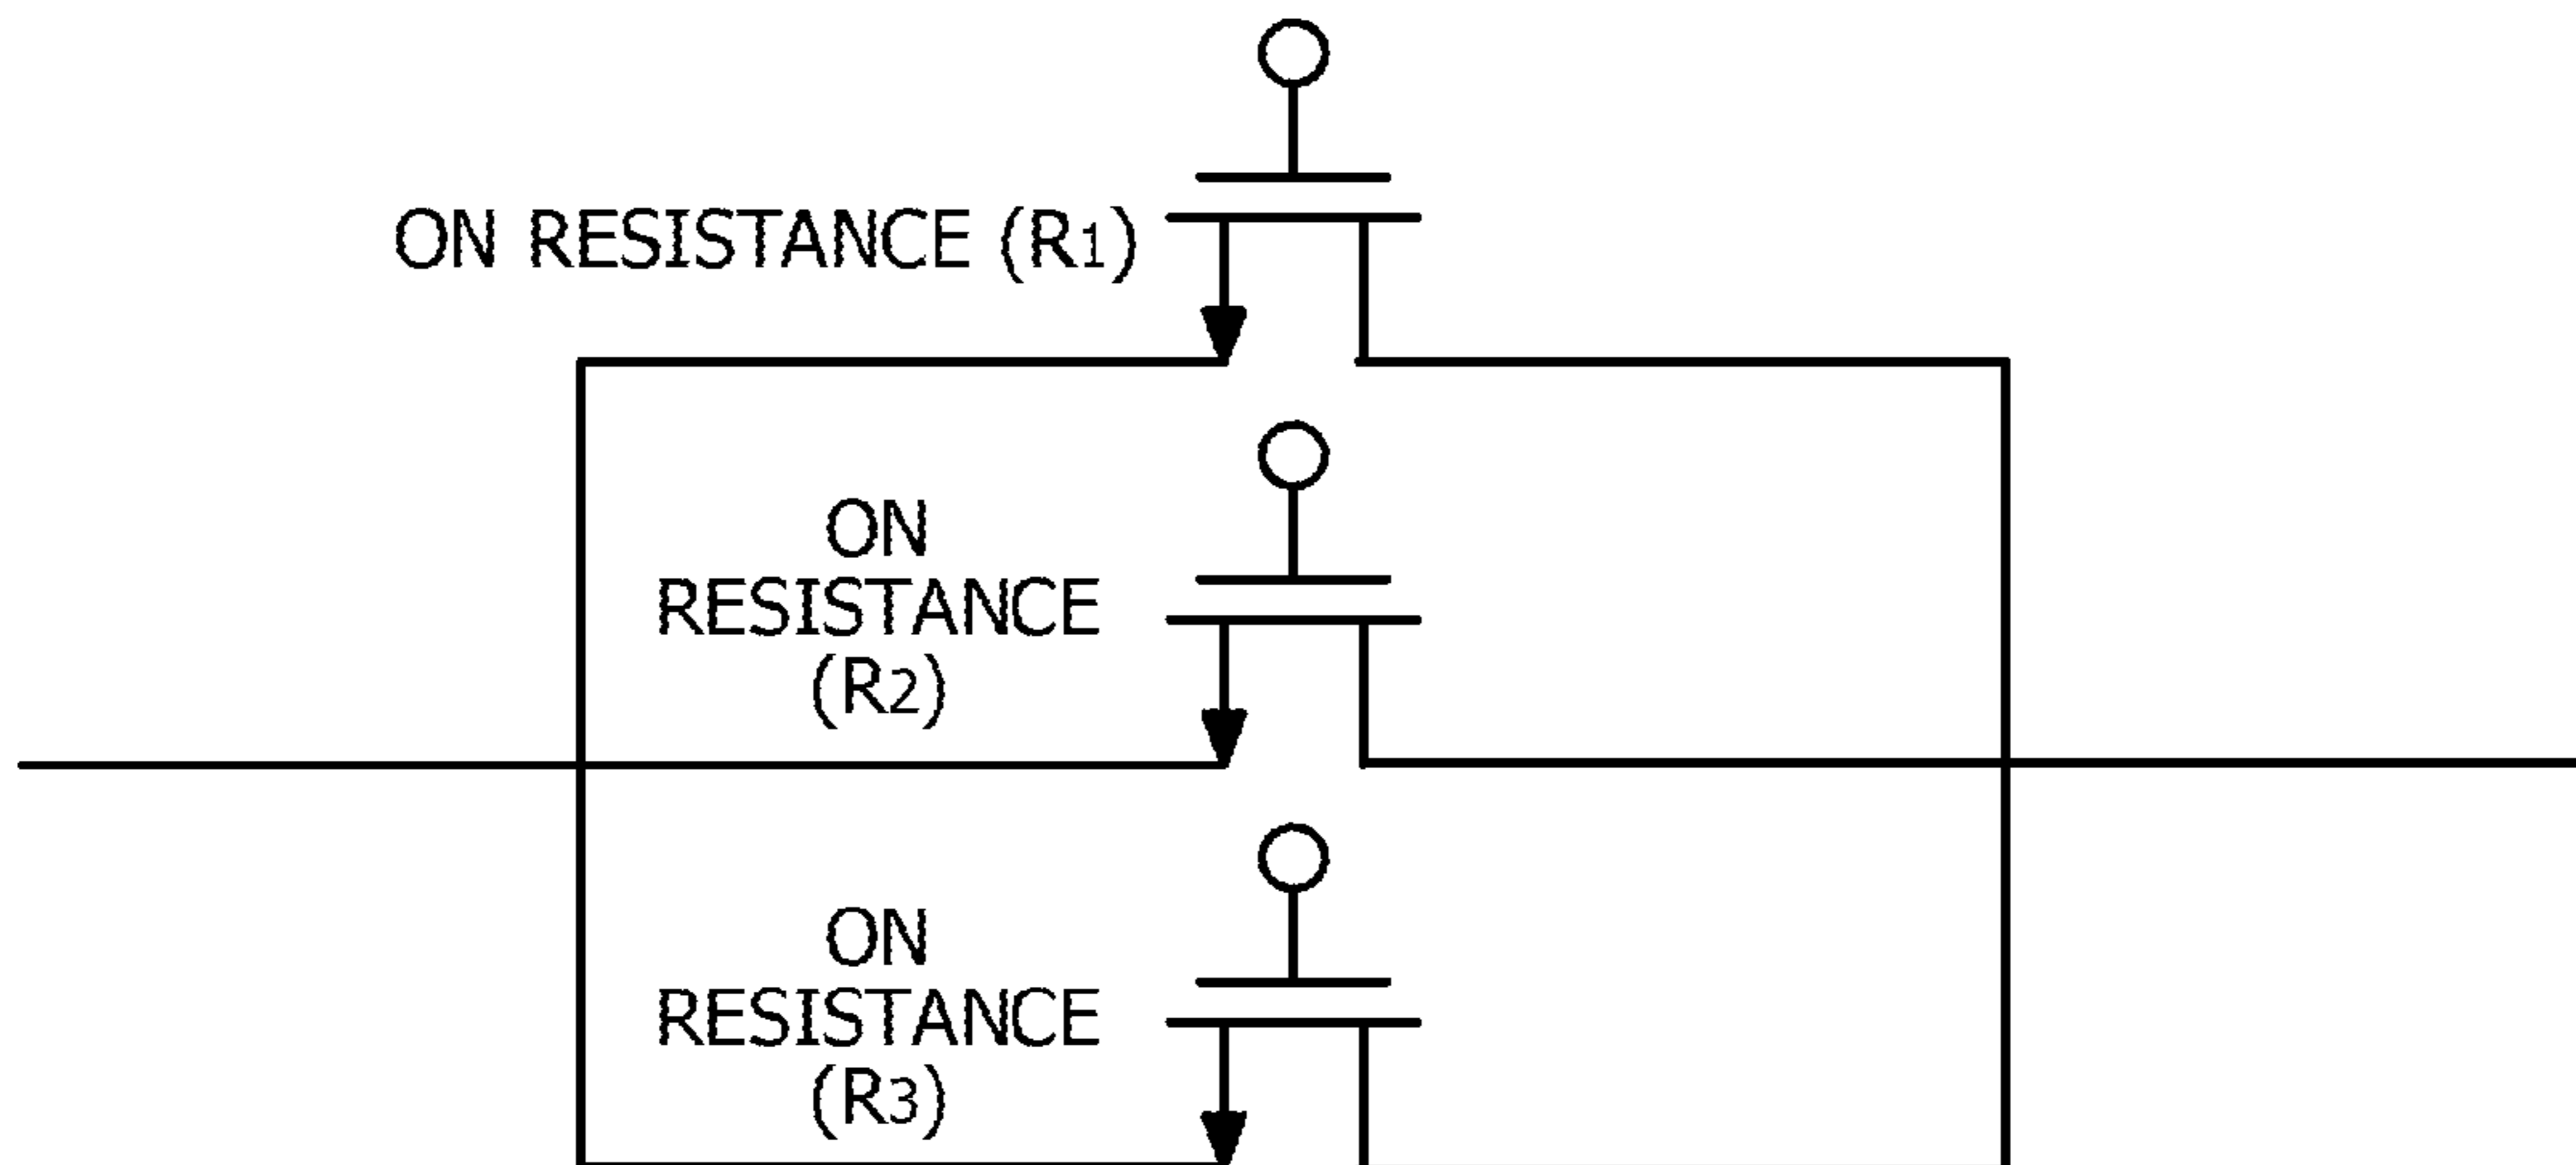 ON RESISTANCE (R1)
ON
RESISTANCE
(R2)
ON
RESISTANCE
(R3)